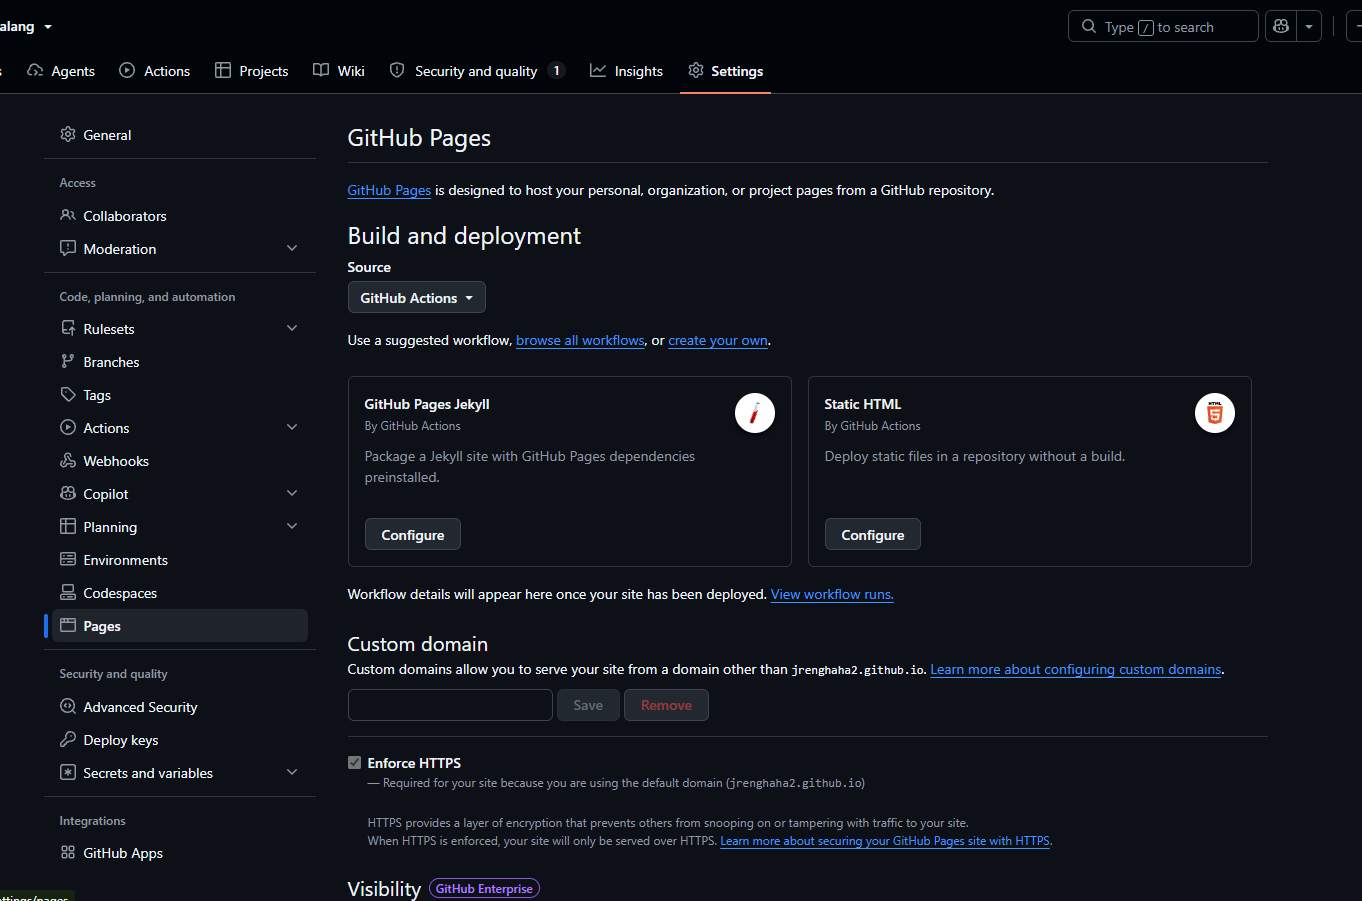 alang
Type / to search
Agents
Actions
Projects
Wiki
Security and quality 1
Insights
Settings
General
Access
Collaborators
Moderation
Code, planning, and automation
Rulesets
Branches
Tags
Actions
Webhooks
Copilot
Planning
Environments
Codespaces
Pages
Security and quality
Advanced Security
Deploy keys
Secrets and variables
Integrations
GitHub Apps
GitHub Pages
GitHub Pages is designed to host your personal, organization, or project pages from a GitHub repository.
Build and deployment
Source
GitHub Actions
Use a suggested workflow, browse all workflows, or create your own.
GitHub Pages Jekyll
By GitHub Actions
Package a Jekyll site with GitHub Pages dependencies
preinstalled.
Configure
Static HTML
By GitHub Actions
Deploy static files in a repository without a build.
Configure
HTML
5
Workflow details will appear here once your site has been deployed. View workflow runs.
Custom domain
Custom domains allow you to serve your site from a domain other than jrenghaha2.github.io. Learn more about configuring custom domains.
Save
Remove
Enforce HTTPS
— Required for your site because you are using the default domain (jrenghaha2.github.io)
HTTPS provides a layer of encryption that prevents others from snooping on or tampering with traffic to your site.
When HTTPS is enforced, your site will only be served over HTTPS. Learn more about securing your GitHub Pages site with HTTPS.
Visibility
GitHub Enterprise
ttings/pages